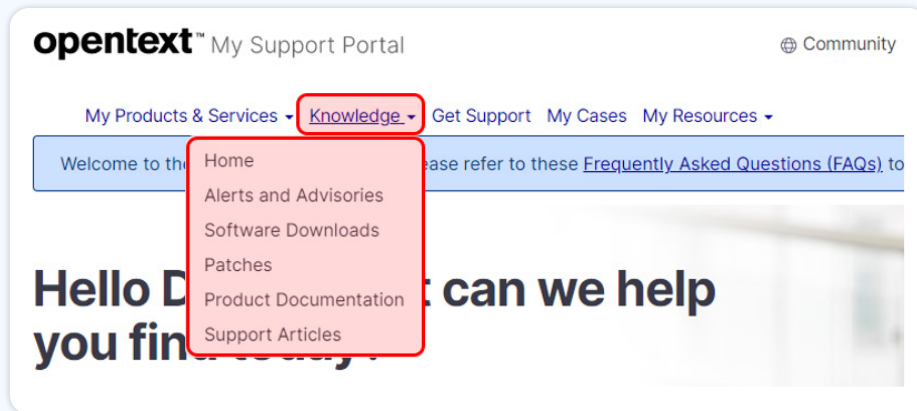 opentext™ My Support Portal
Community
My Products & Services Knowledge Get Support My Cases My Resources
Welcome to the ease refer to these Frequently Asked Questions (FAQs) to
Home
Alerts and Advisories
Software Downloads
Patches
Product Documentation
Support Articles
Hello can we help
you find today?